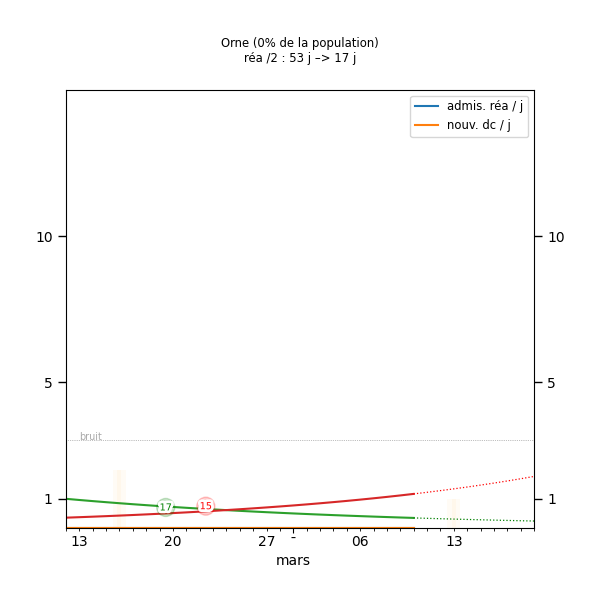 Orne (0% de la population)
réa /2 : 53 j –> 17 j
admis. réa / j
nouv. dc / j
10
10
5
5
bruit
1
1
17
15
13
20
27
-
06
13
mars